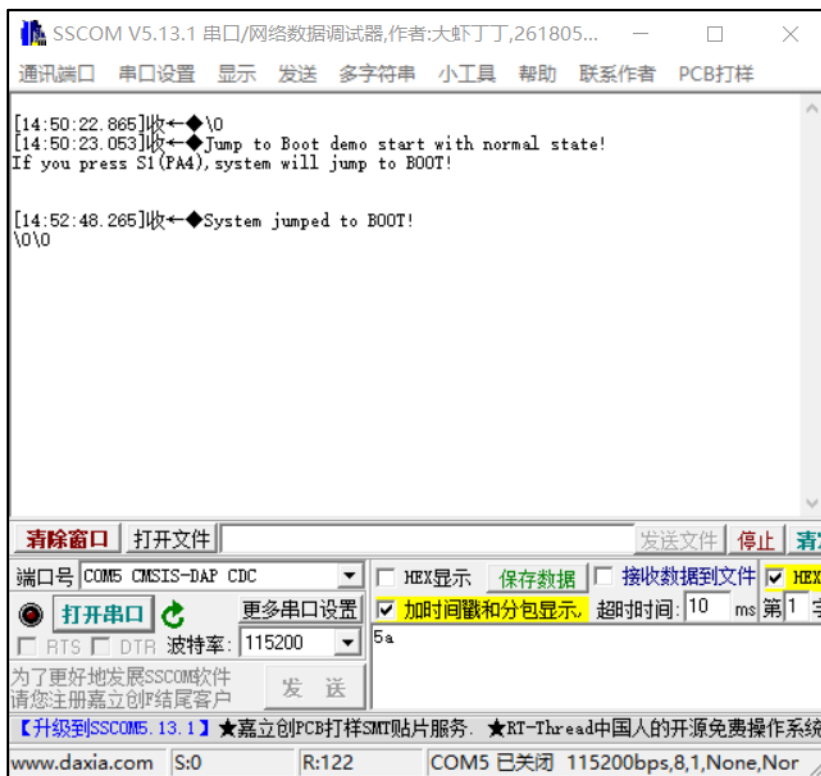 SSCOM V5.13.1 串口/网络数据调试器,作者:大虾丁丁,261805...
通讯端口 串口设置 显示 发送 多字符串 小工具 帮助 联系作者 PCB打样
[14:50:22.865]收←◆\0
[14:50:23.053]收←◆Jump to Boot demo start with normal state!
If you press S1(PA4),system will jump to BOOT!
[14:52:48.265]收←◆System jumped to BOOT!
\0\0
清除窗口 打开文件 发送文件 停止 清
端口号 COM5 CMSIS-DAP CDC HEX显示 保存数据 接收数据到文件 HEX
打开串口 更多串口设置 加时间戳和分包显示, 超时时间: 10 ms 第 1 字
RTS DTR 波特率: 115200
5a
为了更好地发展SSCOM软件
请您注册嘉立创F结尾客户
发 送
【升级到SSCOM5.13.1】★嘉立创PCB打样SMT贴片服务. ★RT-Thread中国人的开源免费操作系统
www.daxia.com S:0 R:122 COM5 已关闭 115200bps,8,1,None,Nor